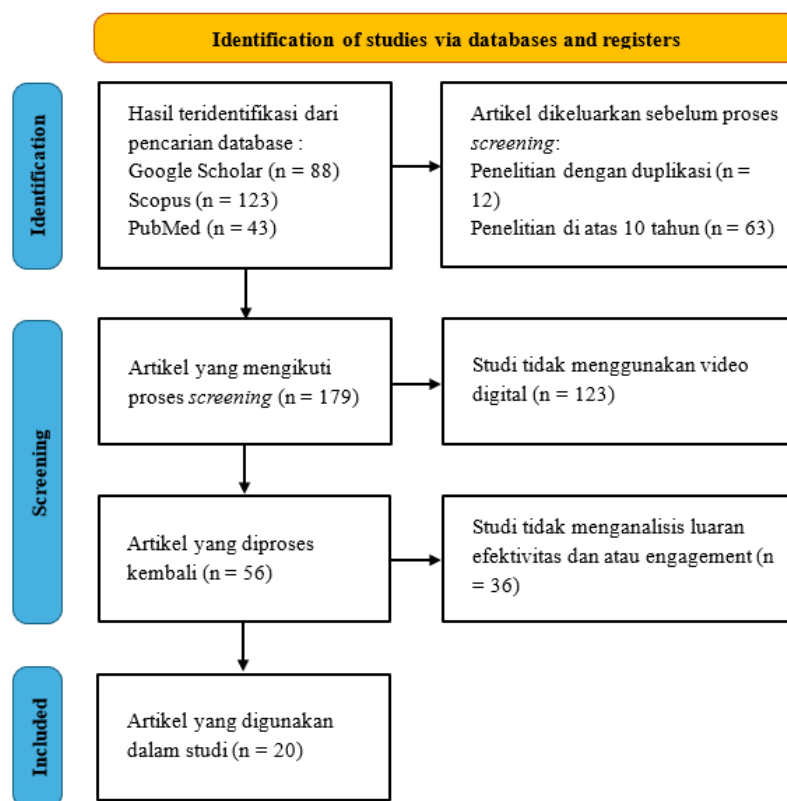 Identification of studies via databases and registers
Identification
Hasil teridentifikasi dari
pencarian database :
Google Scholar (n = 88)
Scopus (n = 123)
PubMed (n = 43)
Artikel dikeluarkan sebelum proses
screening:
Penelitian dengan duplikasi (n =
12)
Penelitian di atas 10 tahun (n = 63)
Screening
Artikel yang mengikuti
proses screening (n = 179)
Studi tidak menggunakan video
digital (n = 123)
Artikel yang diproses
kembali (n = 56)
Studi tidak menganalisis luaran
efektivitas dan atau engagement (n
= 36)
Included
Artikel yang digunakan
dalam studi (n = 20)